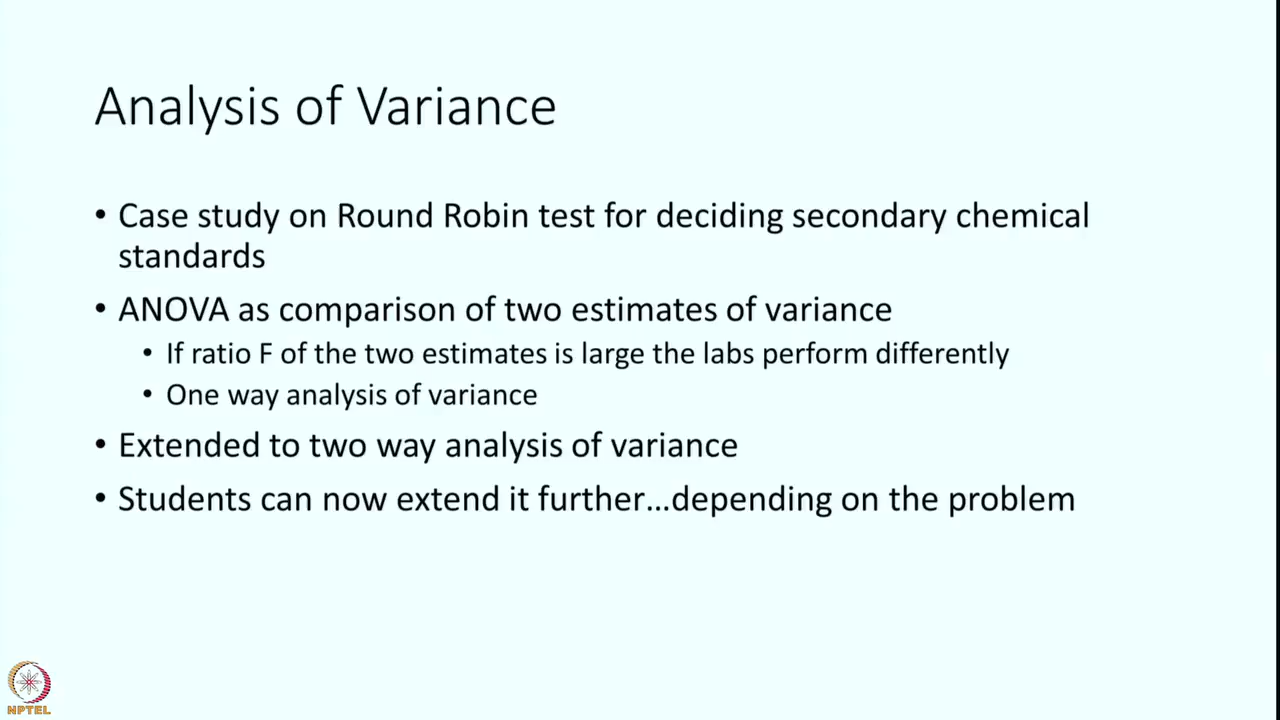 Analysis of Variance
• Case study on Round Robin test for deciding secondary chemical
standards
• ANOVA as comparison of two estimates of variance
• If ratio F of the two estimates is large the labs perform differently
• One way analysis of variance
• Extended to two way analysis of variance
• Students can now extend it further...depending on the problem
NPTEL